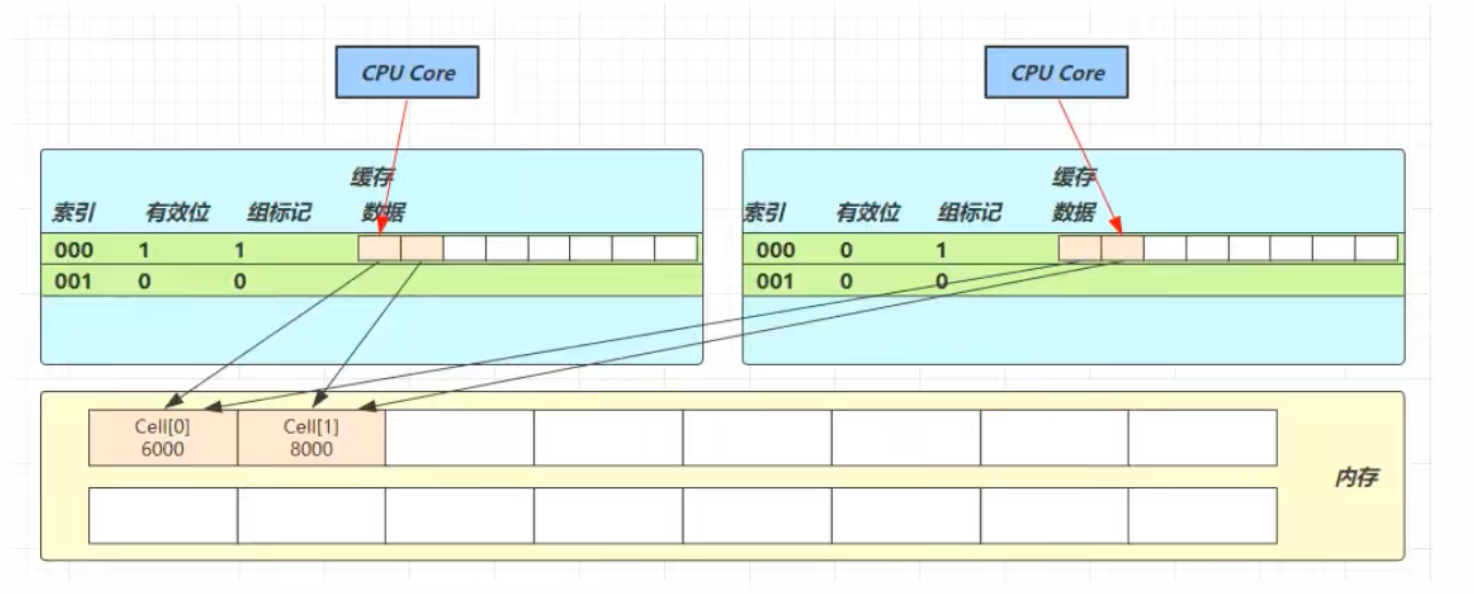 CPU Core CPU Core
缓存 缓存
索引 有效位 组标记 数据 索引 有效位 组标记 数据
000 1 1 000 0 1
001 0 0 001 0 0
Cell[0] Cell[1]
6000 8000
内存